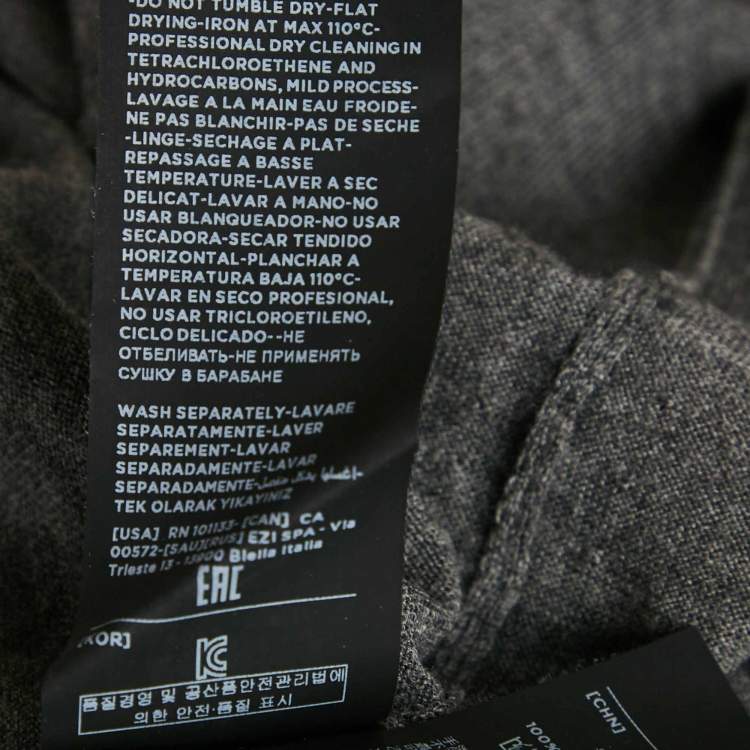 -DO NOT TUMBLE DRY-FLAT
DRYING-IRON AT MAX 110°C-
PROFESSIONAL DRY CLEANING IN
TETRACHLOROETHENE AND
HYDROCARBONS, MILD PROCESS-
LAVAGE A LA MAIN EAU FROIDE-
NE PAS BLANCHIR-PAS DE SECHE
-LINGE-SECHAGE A PLAT-
REPASSAGE A BASSE
TEMPERATURE-LAVER A SEC
DELICAT-LAVAR A MANO-NO
USAR BLANQUEADOR-NO USAR
SECADORA-SECAR TENDIDO
HORIZONTAL-PLANCHAR A
TEMPERATURA BAJA 110°C-
LAVAR EN SECO PROFESIONAL,
NO USAR TRICLOROETILENO,
CICLO DELICADO--НЕ
ОТБЕЛИВАТЬ-НЕ ПРИМЕНЯТЬ
СУШКУ В БАРАБАНЕ
WASH SEPARATELY-LAVARE
SEPARATAMENTE-LAVER
SEPAREMENT-LAVAR
SEPARADAMENTE-LAVAR
SEPARADAMENTE-
TEK OLARAK YIKAYINIZ
[USA] RN 101133-[CAN] CA
00572-[SAU][RUS] EZI SPA - Via
Trieste 13 - 13900 Biella Italia
EAC
[KOR]
KC
품질경영 및 공산품안전관리법에
의한 안전·품질 표시
[CHN]
100%